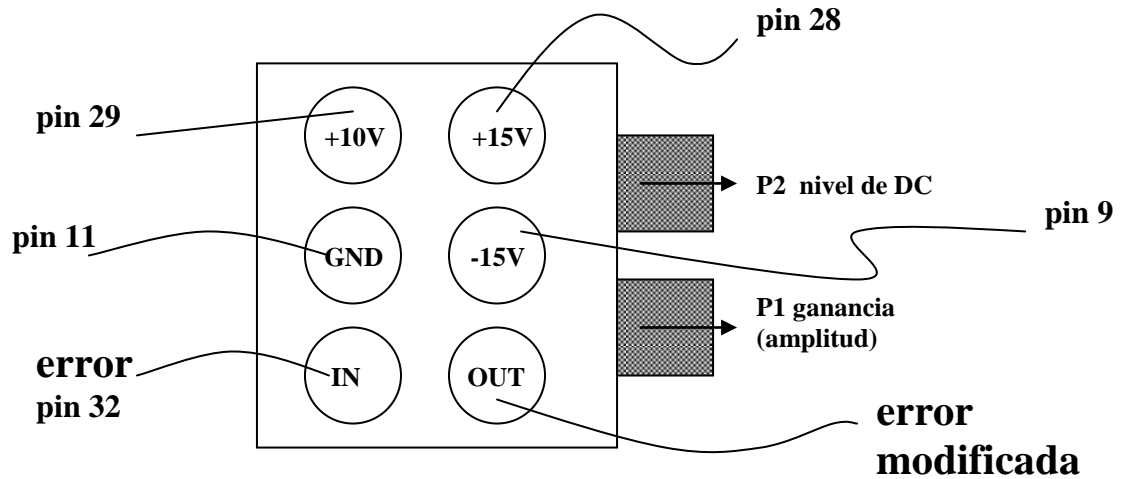 pin 28
pin 29
+10V
+15V
P2 nivel de DC
pin 9
pin 11
GND
-15V
P1 ganancia
(amplitud)
error
pin 32
IN
OUT
error
modificada